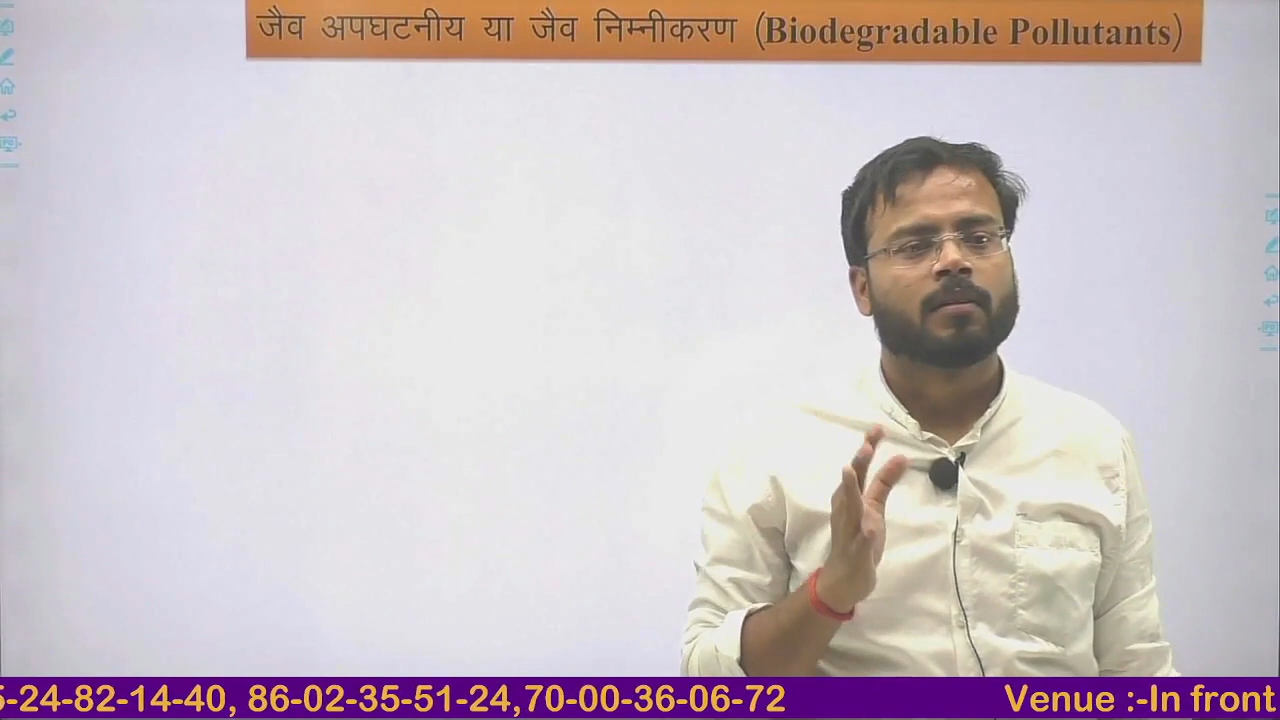 जैव अपघटनीय या जैव निम्नीकरण (Biodegradable Pollutants)
5-24-82-14-40, 86-02-35-51-24,70-00-36-06-72 Venue :-In front